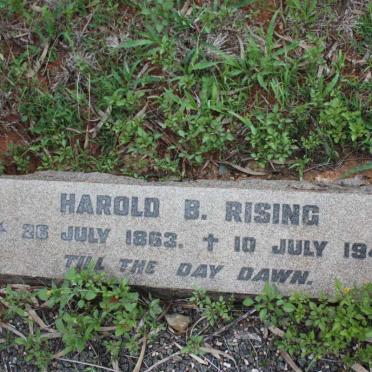 HAROLD B. RISING
* 26 JULY 1863. † 10 JULY 194
TILL THE DAY DAWN.